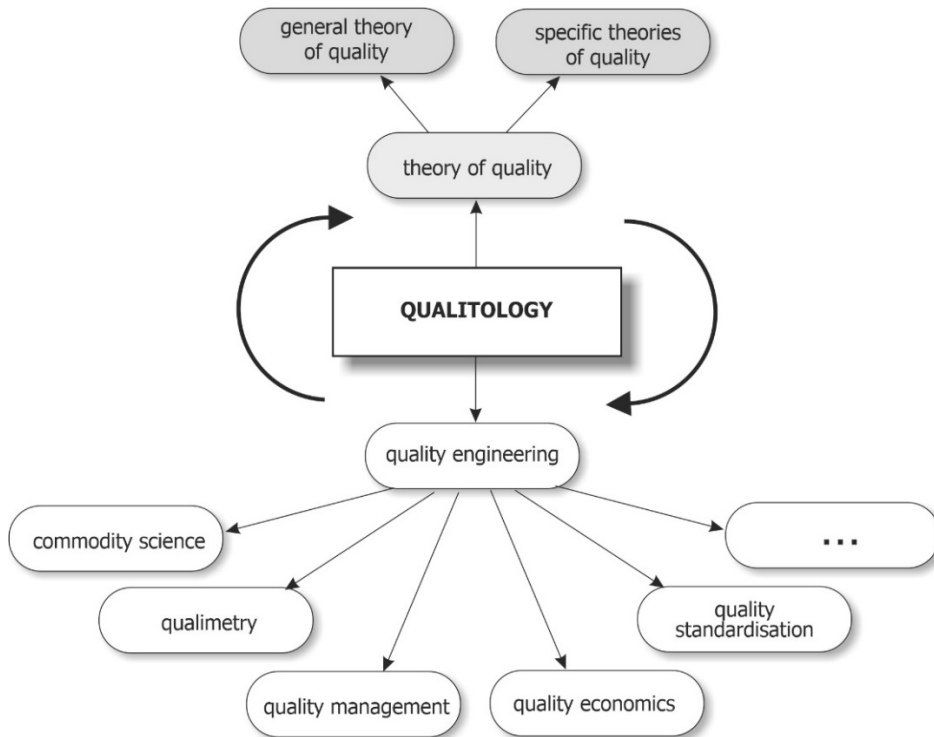 general theory
of quality
specific theories
of quality
theory of quality
QUALITOLOGY
quality engineering
commodity science
...
qualimetry
quality
standardisation
quality management
quality economics